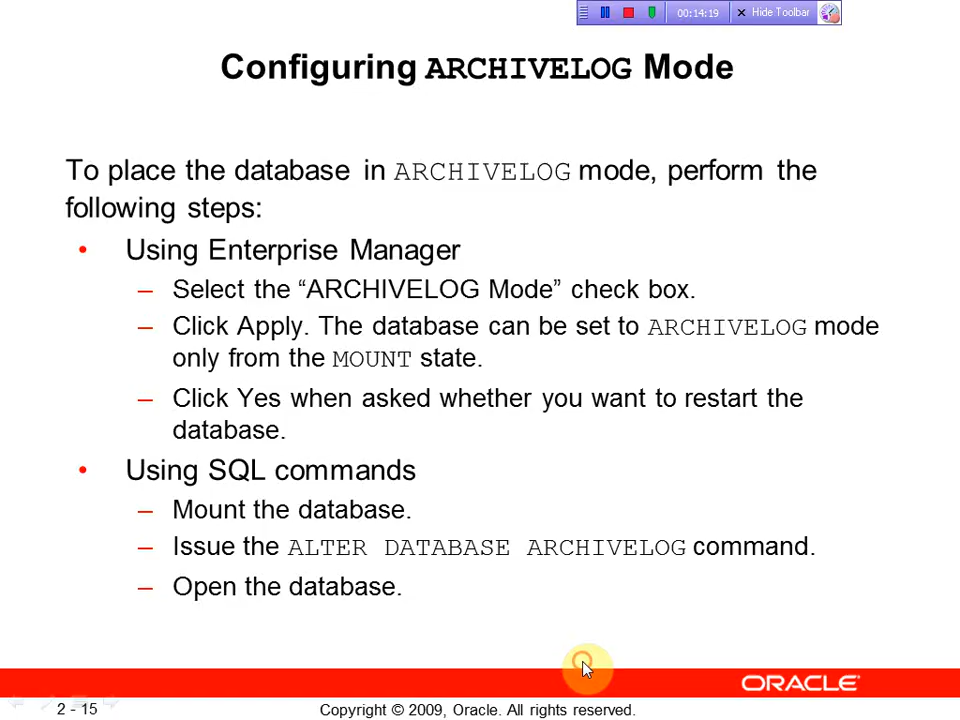 00:14:19 Hide Toolbar
Configuring ARCHIVELOG Mode
To place the database in ARCHIVELOG mode, perform the
following steps:
• Using Enterprise Manager
– Select the “ARCHIVELOG Mode” check box.
– Click Apply. The database can be set to ARCHIVELOG mode
only from the MOUNT state.
– Click Yes when asked whether you want to restart the
database.
• Using SQL commands
– Mount the database.
– Issue the ALTER DATABASE ARCHIVELOG command.
– Open the database.
ORACLE
2 - 15
Copyright © 2009, Oracle. All rights reserved.